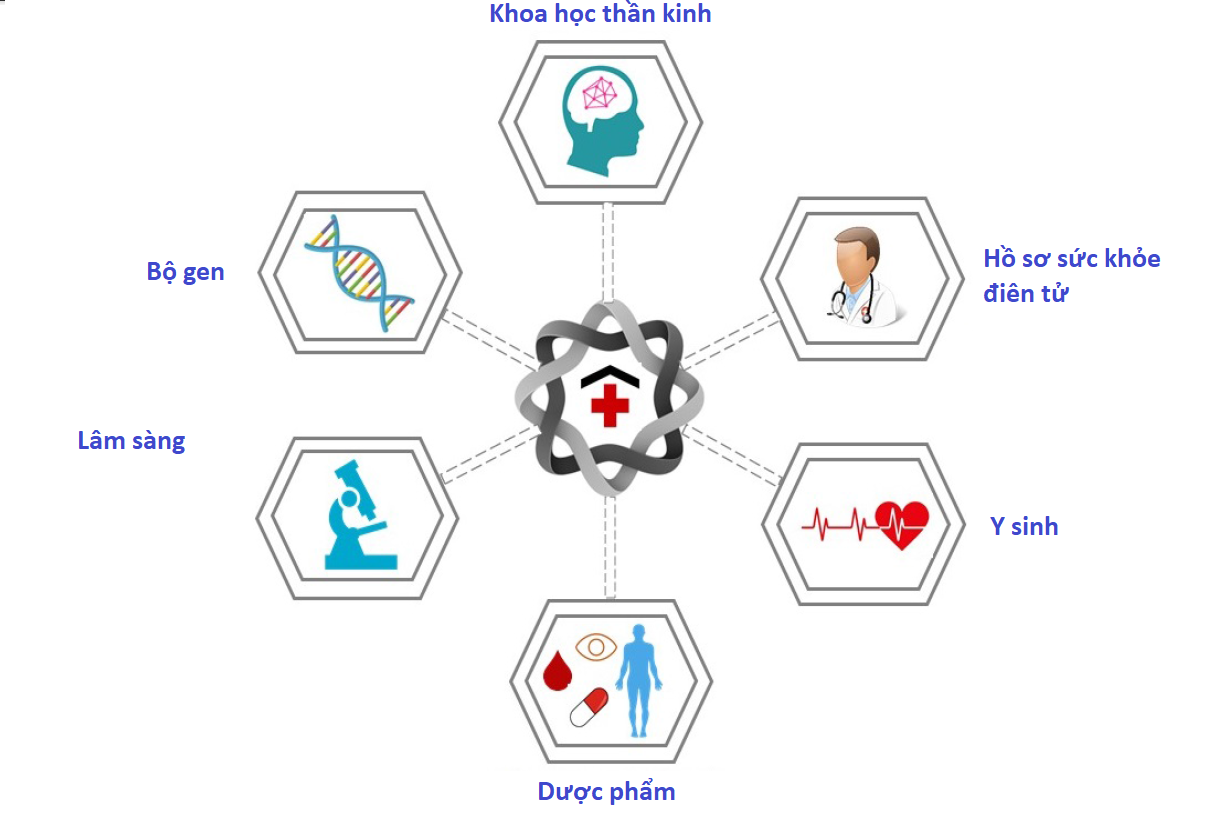 Khoa học thần kinh
Bộ gen
Hồ sơ sức khỏe
điên tử
Lâm sàng
Y sinh
Dược phẩm